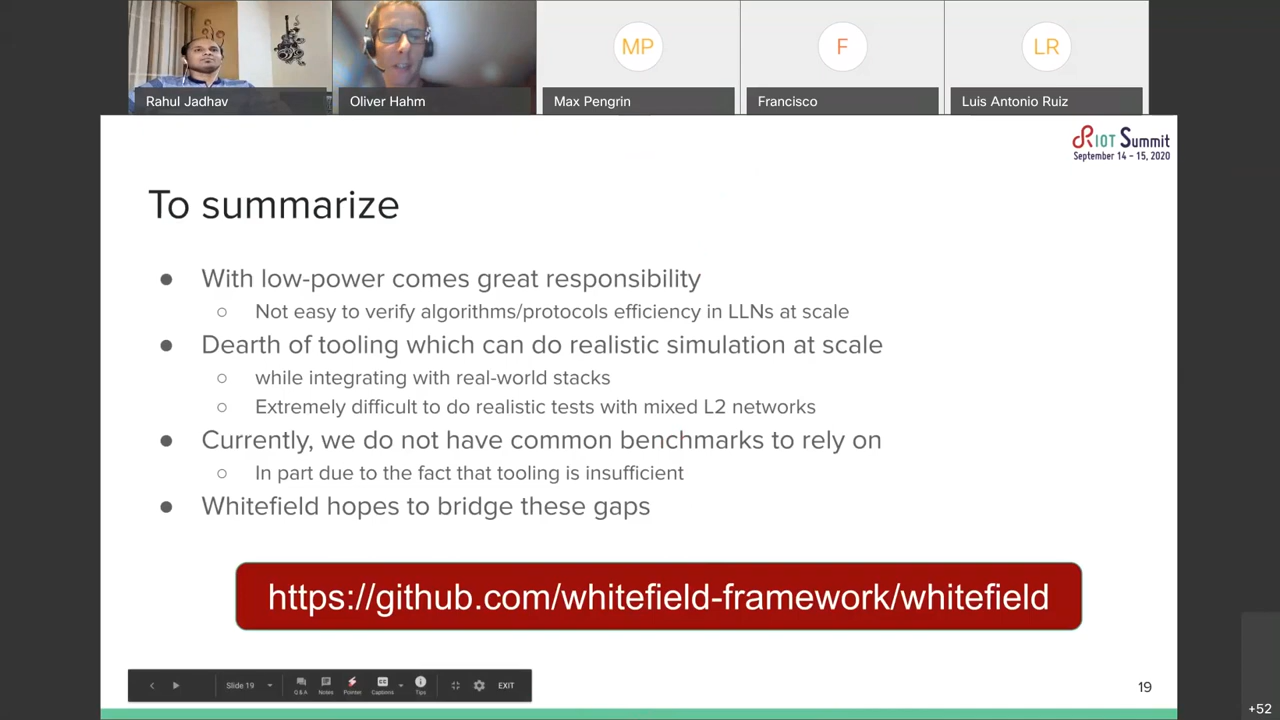 MP
F
LR
Rahul Jadhav
Oliver Hahm
Max Pengrin
Francisco
Luis Antonio Ruiz
RIOT Summit
September 14 – 15, 2020
To summarize
● With low-power comes great responsibility
○ Not easy to verify algorithms/protocols efficiency in LLNs at scale
● Dearth of tooling which can do realistic simulation at scale
○ while integrating with real-world stacks
○ Extremely difficult to do realistic tests with mixed L2 networks
● Currently, we do not have common benchmarks to rely on
○ In part due to the fact that tooling is insufficient
● Whitefield hopes to bridge these gaps
https://github.com/whitefield-framework/whitefield
Slide 19
Q&A
Notes
Pointer
Captions
Tips
EXIT
19
+52